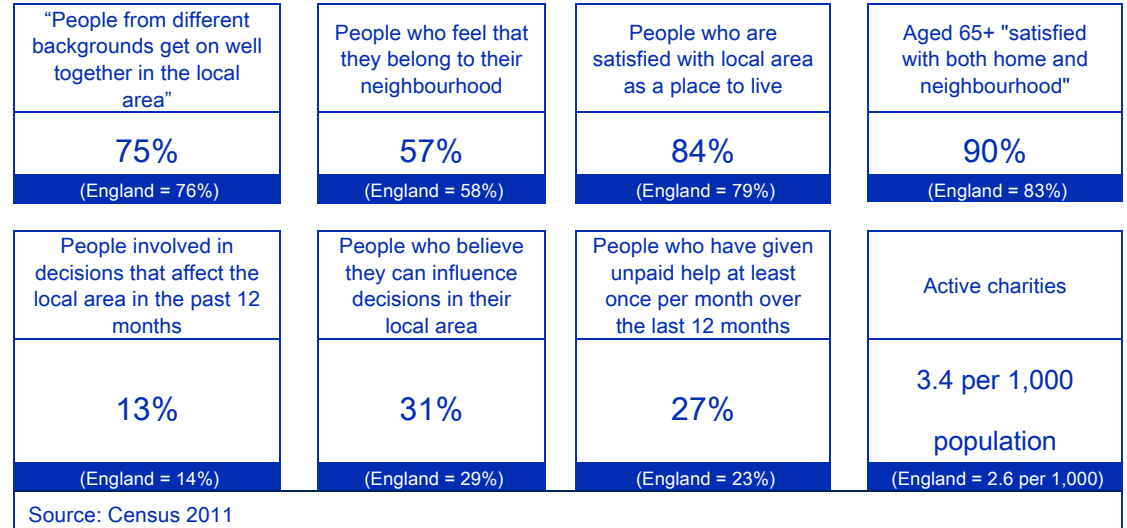 “People from different
backgrounds get on well
together in the local
area”
75%
(England = 76%)
People who feel that
they belong to their
neighbourhood
57%
(England = 58%)
People who are
satisfied with local area
as a place to live
84%
(England = 79%)
Aged 65+ "satisfied
with both home and
neighbourhood"
90%
(England = 83%)
People involved in
decisions that affect the
local area in the past 12
months
13%
(England = 14%)
People who believe
they can influence
decisions in their
local area
31%
(England = 29%)
People who have given
unpaid help at least
once per month over
the last 12 months
27%
(England = 23%)
Active charities
3.4 per 1,000
population
(England = 2.6 per 1,000)
Source: Census 2011